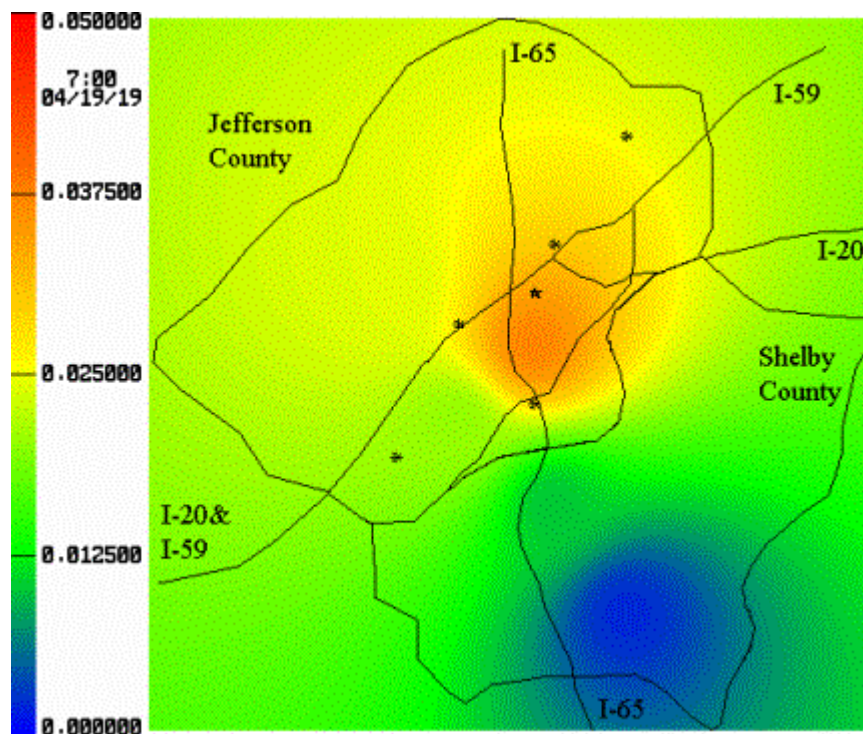 0.050000
7:00
04/19/19
0.037500
0.025000
0.012500
0.000000
I-65
I-59
Jefferson
County
I-20
Shelby
County
I-20&
I-59
I-65